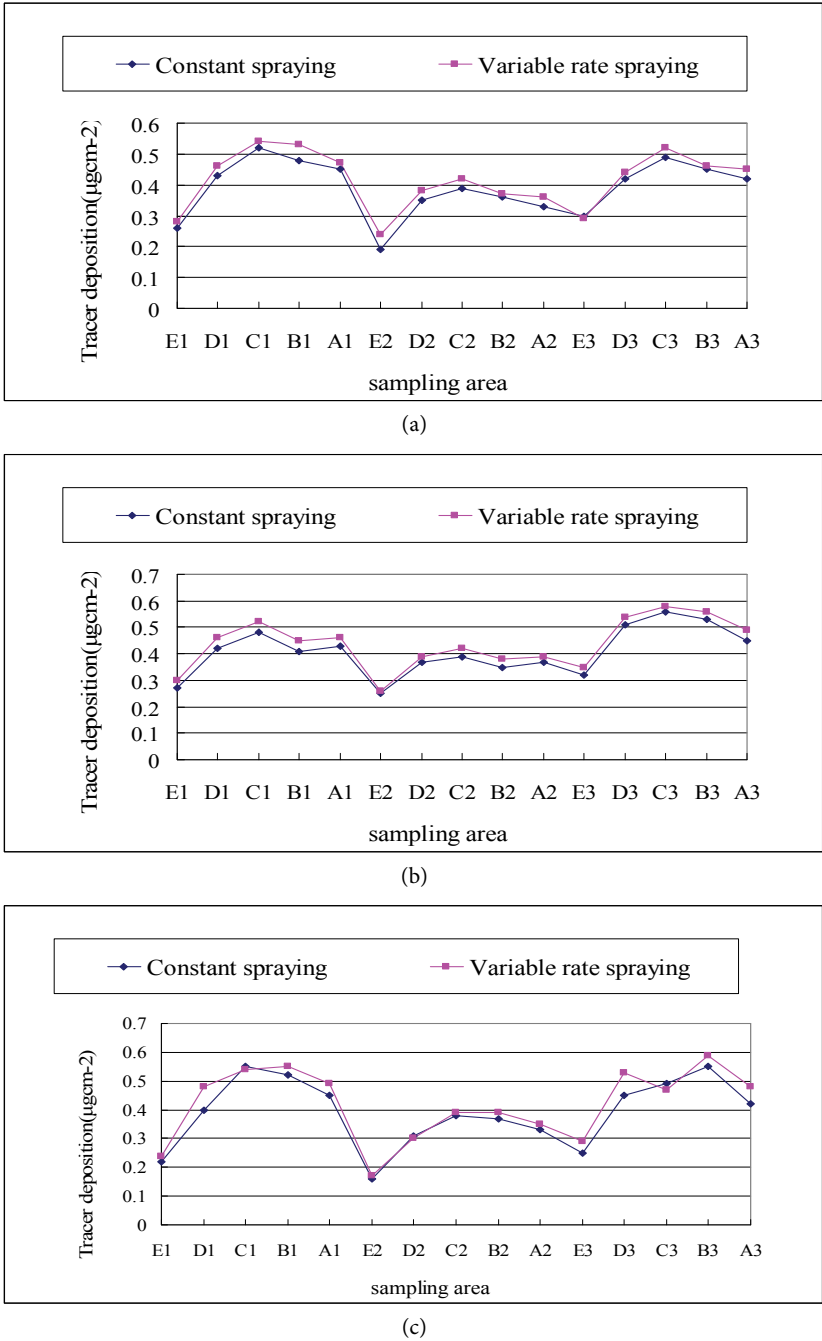 Constant spraying Variable rate spraying
Tracer deposition(μgcm-2)
0.6
0.5
0.4
0.3
0.2
0.1
0
E1 D1 C1 B1 A1 E2 D2 C2 B2 A2 E3 D3 C3 B3 A3
sampling area
(a)
Constant spraying Variable rate spraying
Tracer deposition(μgcm-2)
0.7
0.6
0.5
0.4
0.3
0.2
0.1
0
E1 D1 C1 B1 A1 E2 D2 C2 B2 A2 E3 D3 C3 B3 A3
sampling area
(b)
Constant spraying Variable rate spraying
Tracer deposition(μgcm-2)
0.7
0.6
0.5
0.4
0.3
0.2
0.1
0
E1 D1 C1 B1 A1 E2 D2 C2 B2 A2 E3 D3 C3 B3 A3
sampling area
(c)